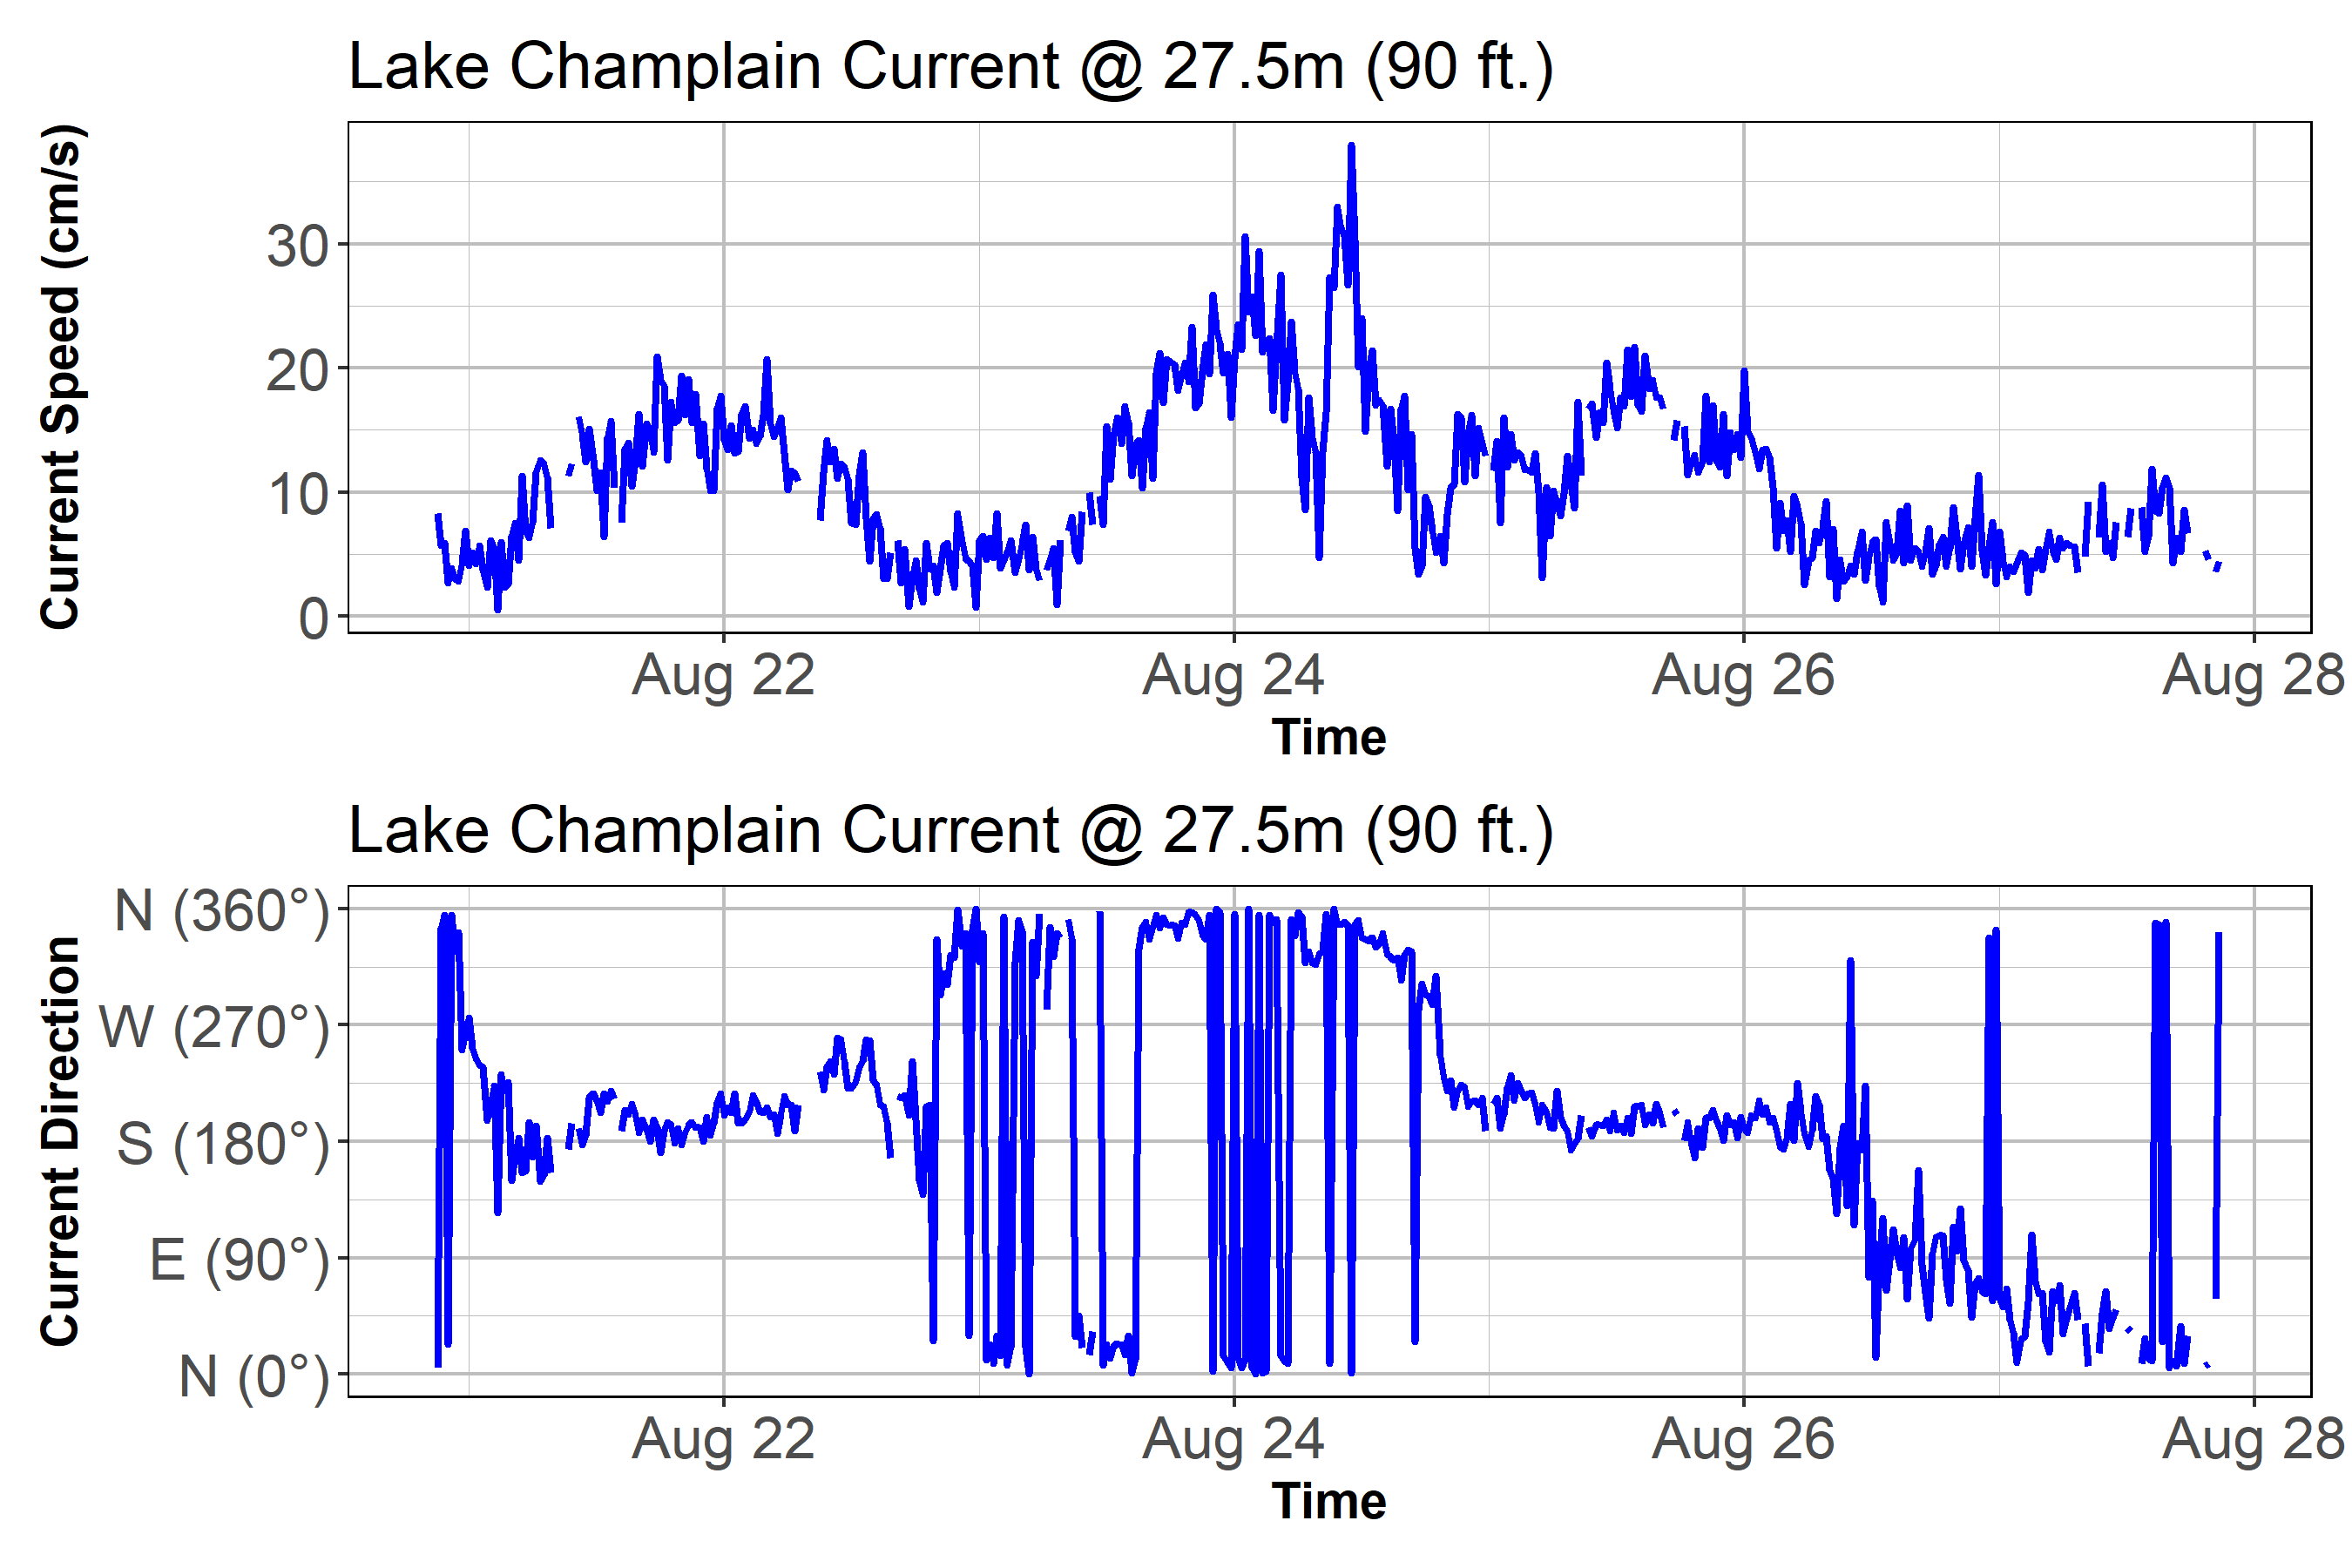 Lake Champlain Current @ 27.5m (90 ft.)
Current Speed (cm/s)
30
20
10
0
Aug 22 Aug 24 Aug 26 Aug 28
Time
Lake Champlain Current @ 27.5m (90 ft.)
Current Direction
N (360°)
W (270°)
S (180°)
E (90°)
N (0°)
Aug 22 Aug 24 Aug 26 Aug 28
Time